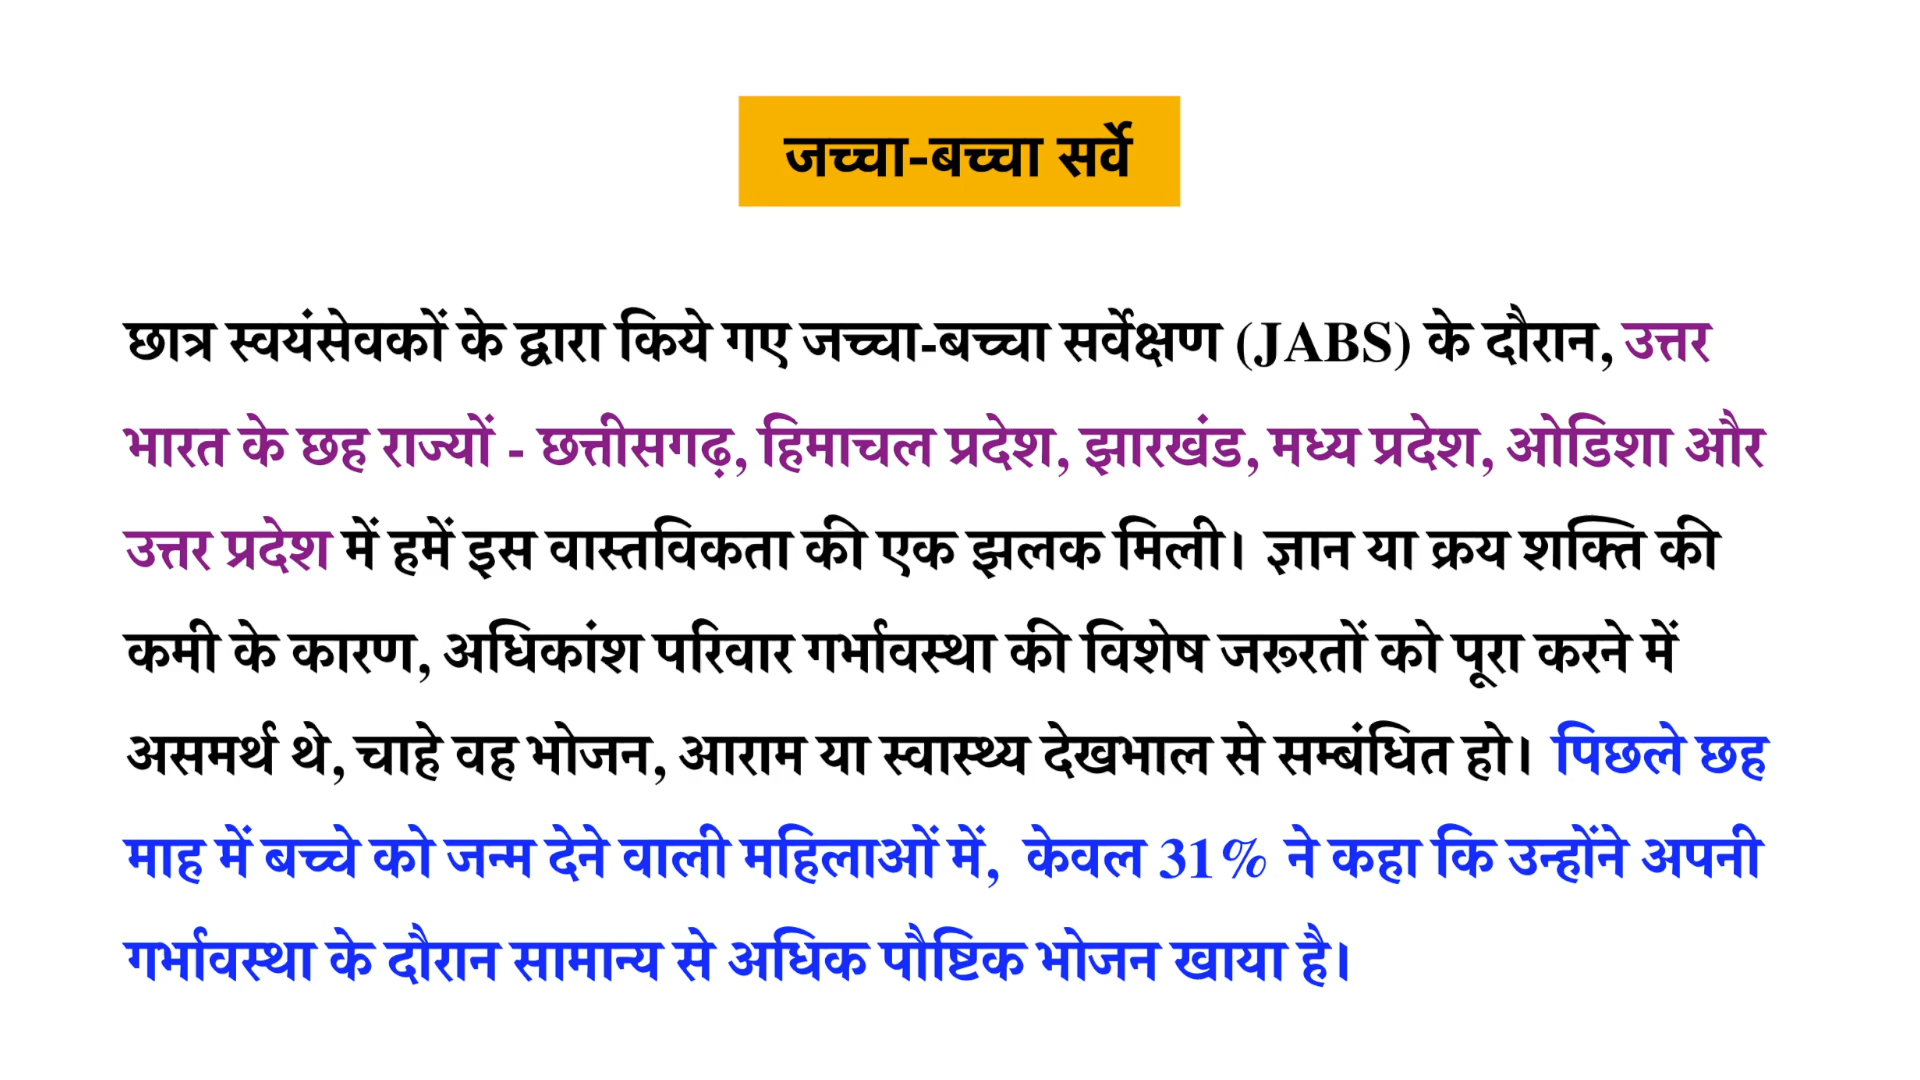 जच्चा-बच्चा सर्वे
छात्र स्वयंसेवकों के द्वारा किये गए जच्चा-बच्चा सर्वेक्षण (JABS) के दौरान, उत्तर
भारत के छह राज्यों - छत्तीसगढ़, हिमाचल प्रदेश, झारखंड, मध्य प्रदेश, ओडिशा और
उत्तर प्रदेश में हमें इस वास्तविकता की एक झलक मिली। ज्ञान या क्रय शक्ति की
कमी के कारण, अधिकांश परिवार गर्भावस्था की विशेष जरूरतों को पूरा करने में
असमर्थ थे, चाहे वह भोजन, आराम या स्वास्थ्य देखभाल से सम्बंधित हो। पिछले छह
माह में बच्चे को जन्म देने वाली महिलाओं में, केवल 31% ने कहा कि उन्होंने अपनी
गर्भावस्था के दौरान सामान्य से अधिक पौष्टिक भोजन खाया है।